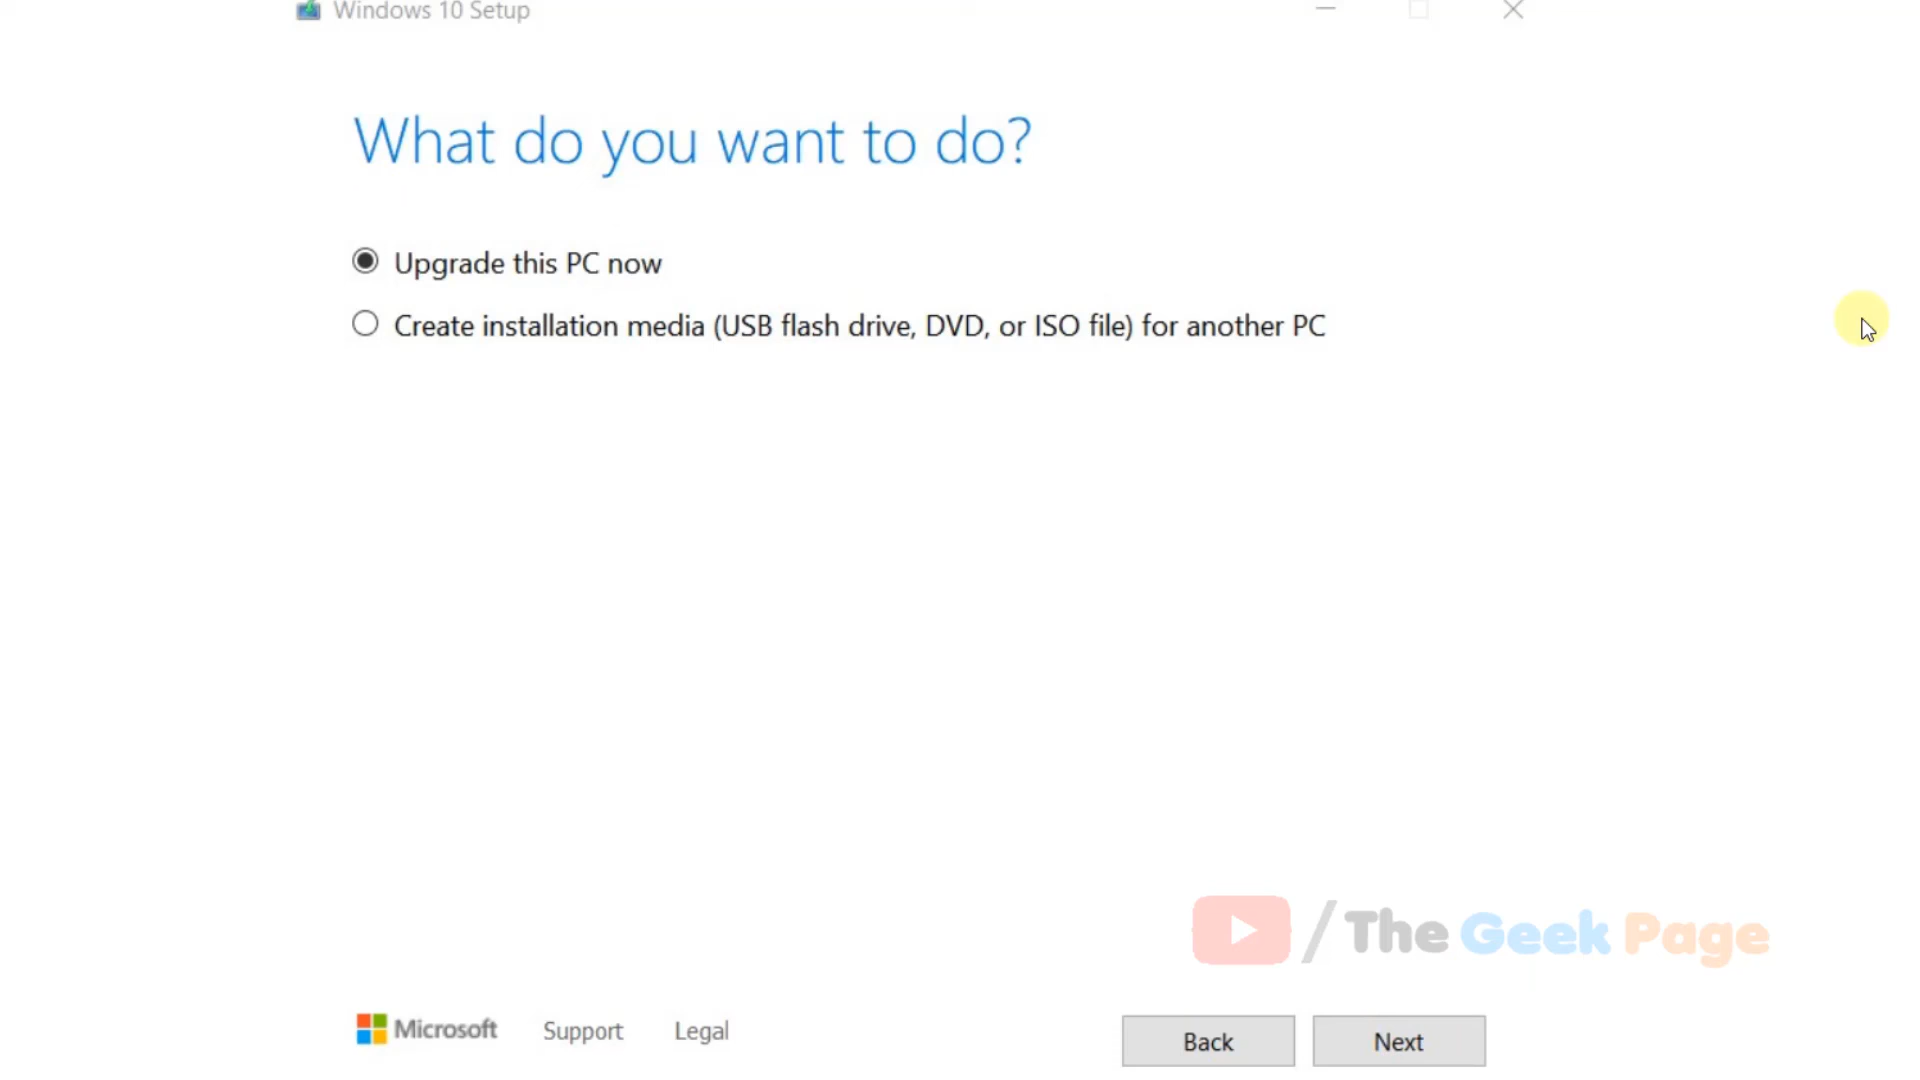 Windows 10 Setup
What do you want to do?
Upgrade this PC now
Create installation media (USB flash drive, DVD, or ISO file) for another PC
/The Geek Page
Microsoft Support Legal
Back Next